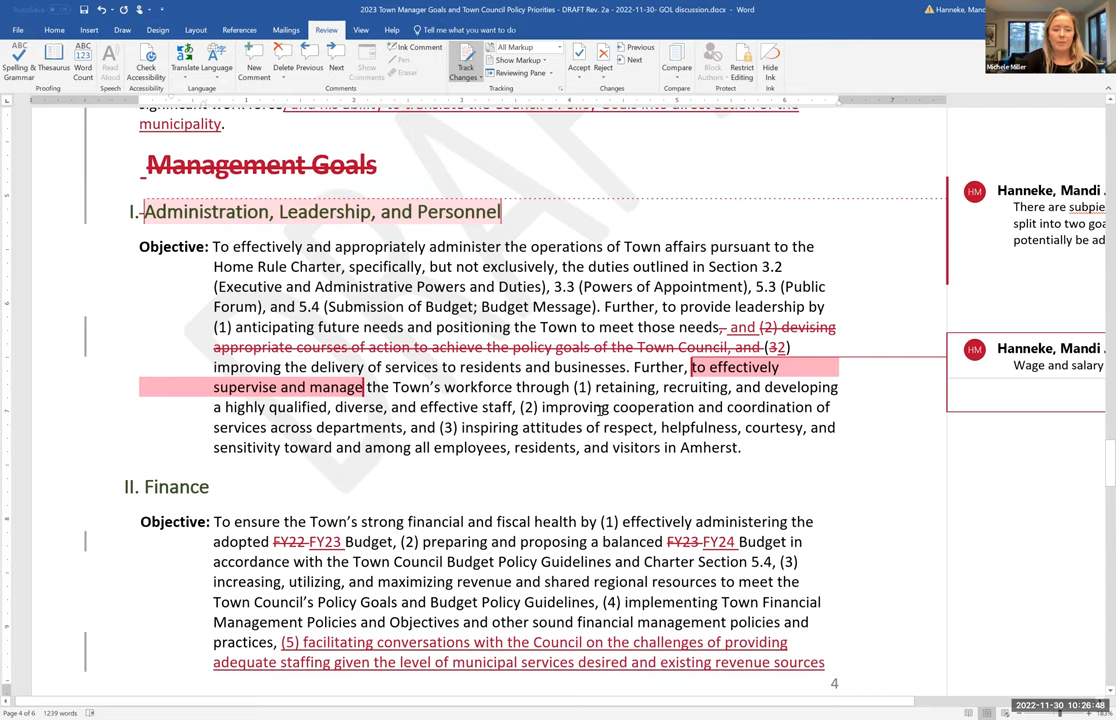 AutoSave
2023 Town Manager Goals and Town Council Policy Priorities - DRAFT Rev. 2a - 2022-11-30- GOL discussion.docx - Word
Hanneke, Man
File Home Insert Draw Design Layout References Mailings Review View Help Tell me what you want to do
Michele Miller
Spelling & Grammar
Thesaurus
Word Count
Read Aloud
Check Accessibility
Translate
Language
New Comment
Delete
Previous
Next
Show Comments
Ink Comment
Pen
Eraser
Track Changes
All Markup
Show Markup
Reviewing Pane
Accept
Reject
Previous
Next
Compare
Block Authors
Restrict Editing
Hide Ink
Proofing Speech Accessibility Language Comments Tracking Changes Compare Protect Ink
municipality.
Management Goals
I. Administration, Leadership, and Personnel
Objective: To effectively and appropriately administer the operations of Town affairs pursuant to the
Home Rule Charter, specifically, but not exclusively, the duties outlined in Section 3.2
(Executive and Administrative Powers and Duties), 3.3 (Powers of Appointment), 5.3 (Public
Forum), and 5.4 (Submission of Budget; Budget Message). Further, to provide leadership by
(1) anticipating future needs and positioning the Town to meet those needs, and (2) devising
appropriate courses of action to achieve the policy goals of the Town Council, and (32)
improving the delivery of services to residents and businesses. Further, to effectively
supervise and manage the Town's workforce through (1) retaining, recruiting, and developing
a highly qualified, diverse, and effective staff, (2) improving cooperation and coordination of
services across departments, and (3) inspiring attitudes of respect, helpfulness, courtesy, and
sensitivity toward and among all employees, residents, and visitors in Amherst.
II. Finance
Objective: To ensure the Town's strong financial and fiscal health by (1) effectively administering the
adopted FY22 FY23 Budget, (2) preparing and proposing a balanced FY23 FY24 Budget in
accordance with the Town Council Budget Policy Guidelines and Charter Section 5.4, (3)
increasing, utilizing, and maximizing revenue and shared regional resources to meet the
Town Council's Policy Goals and Budget Policy Guidelines, (4) implementing Town Financial
Management Policies and Objectives and other sound financial management policies and
practices, (5) facilitating conversations with the Council on the challenges of providing
adequate staffing given the level of municipal services desired and existing revenue sources
4
HM
Hanneke, Mandi
There are subpie
split into two goa
potentially be ad
HM
Hanneke, Mandi
Wage and salary
DRAF
Page 4 of 6 1239 words
2022-11-30 10:26:48